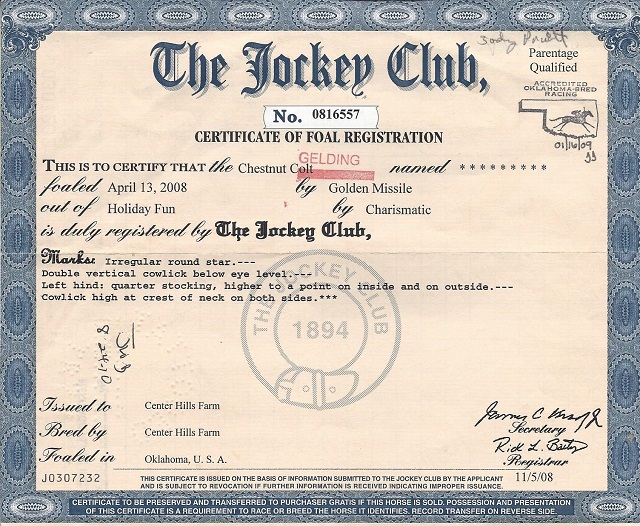 The Jockey Club,
Parentage
Qualified
ACCREDITED
OKLAHOMA-BRED
RACING
01/16/09
No. 0816557
CERTIFICATE OF FOAL REGISTRATION
GELDING
THIS IS TO CERTIFY THAT the Chestnut Colt named *********
foaled April 13, 2008 by Golden Missile
out of Holiday Fun by Charismatic
is duly registered by The Jockey Club,
Marks: Irregular round star.---
Double vertical cowlick below eye level.---
Left hind: quarter stocking, higher to a point on inside and on outside.---
Cowlick high at crest of neck on both sides.***
THE JOCKEY CLUB
1894
8-24-10
Issued to Center Hills Farm
Bred by Center Hills Farm
Secretary
Foaled in Oklahoma, U. S. A.
Registrar
J0307232
THIS CERTIFICATE IS ISSUED ON THE BASIS OF INFORMATION SUBMITTED TO THE JOCKEY CLUB BY THE APPLICANT
AND IS SUBJECT TO REVOCATION IF FURTHER INFORMATION IS RECEIVED INDICATING IMPROPER ISSUANCE.
11/5/08
CERTIFICATE TO BE PRESERVED AND TRANSFERRED TO PURCHASER GRATIS IF THIS HORSE IS SOLD. POSSESSION AND PRESENTATION
OF THIS CERTIFICATE IS A REQUIREMENT TO RACE OR BREED THE HORSE IT IDENTIFIES. RECORD TRANSFER ON REVERSE SIDE.